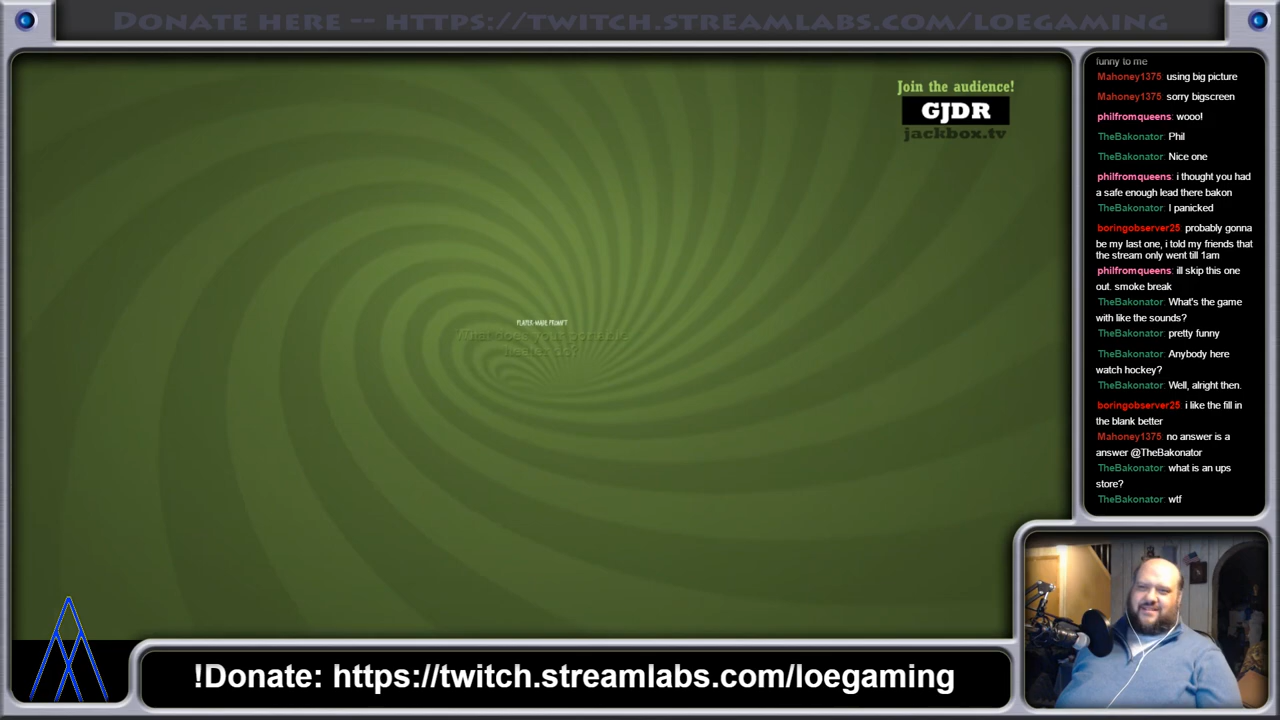 DONATE HERE -- HTTPS://TWITCH.STREAMLABS.COM/LOEGAMING
Join the audience!
GJDR
jackbox.tv
PLAYER-MADE PROMPT
What does your
funny to me
Mahoney1375: using big picture
Mahoney1375: sorry bigscreen
philfromqueens: wooo!
TheBakonator: Phil
TheBakonator: Nice one
philfromqueens: i thought you had
a safe enough lead there bakon
TheBakonator: I panicked
boringobserver25: probably gonna
be my last one, i told my friends that
the stream only went till 1am
philfromqueens: ill skip this one
out. smoke break
TheBakonator: What's the game
with like the sounds?
TheBakonator: pretty funny
TheBakonator: Anybody here
watch hockey?
TheBakonator: Well, alright then.
boringobserver25: i like the fill in
the blank better
Mahoney1375: no answer is a
answer @TheBakonator
TheBakonator: what is an ups
store?
TheBakonator: wtf
!Donate: https://twitch.streamlabs.com/loegaming